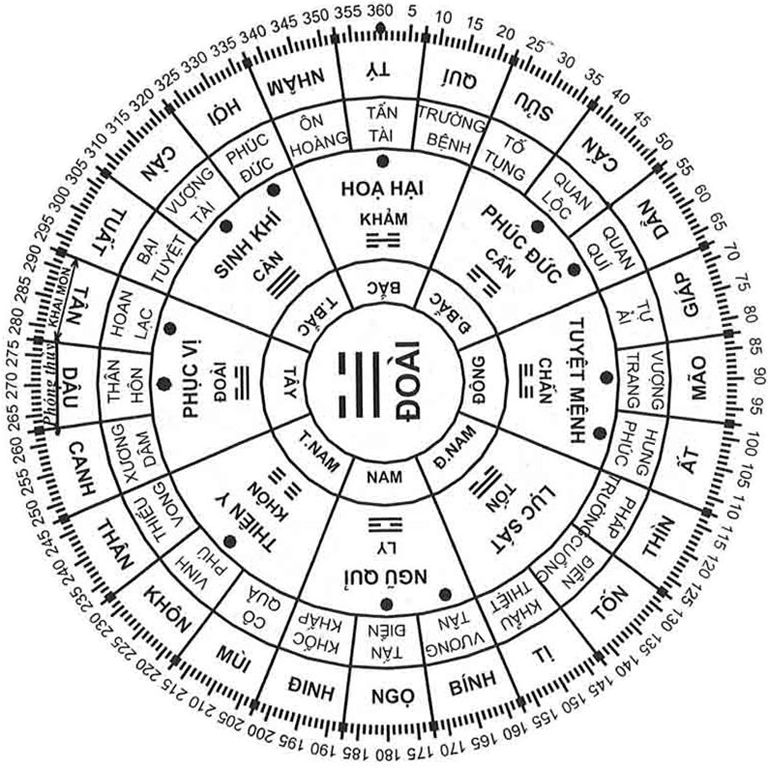 360
5
10
15
20
25
30
35
40
45
50
55
60
65
70
75
80
85
90
95
100
105
110
115
120
125
130
135
140
145
150
155
160
165
170
175
180
185
190
195
200
205
210
215
220
225
230
235
240
245
250
255
260
265
270
275
280
285
290
295
300
305
310
315
320
325
330
335
340
345
350
355
TÝ
QUÍ
SỬU
CẤN
DẦN
GIÁP
MÃO
ẤT
THÌN
TỐN
TỊ
BÍNH
NGỌ
ĐINH
MÙI
KHÔN
THÂN
CANH
DẬU
TÂN
TUẤT
CÀN
HỢI
NHÂM
Phòng thuỷ
KHAI MÔN
TẤN
TÀI
TRƯỜNG
BỆNH
TỐ
TỤNG
QUAN
LỘC
QUAN
QUÍ
TỰ
ÁI
VƯỢNG
TRANG
HƯNG
PHÚC
PHÁP
TRƯỜNG
ĐIÊN
CUỒNG
KHẨU
THIỆT
VƯỢNG
TÂN
TẤN
ĐIỀN
KHỐC
KHẤP
CÔ
QUẢ
VINH
PHÚ
THIẾU
VONG
XƯƠNG
DÂM
THÂN
HÔN
HOAN
LẠC
BẠI
TUYỆT
VƯỢNG
TÀI
PHÚC
ĐỨC
ÔN
HOÀNG
HOẠ HẠI
KHẢM
PHÚC ĐỨC
CẤN
TUYỆT MỆNH
CHẤN
LỤC SÁT
TỐN
NGŨ QUỈ
LY
THIÊN Y
KHÔN
PHỤC VỊ
ĐOÀI
SINH KHÍ
CÀN
BẮC
Đ.BẮC
ĐÔNG
Đ.NAM
NAM
T.NAM
TÂY
T.BẮC
ĐOÀI